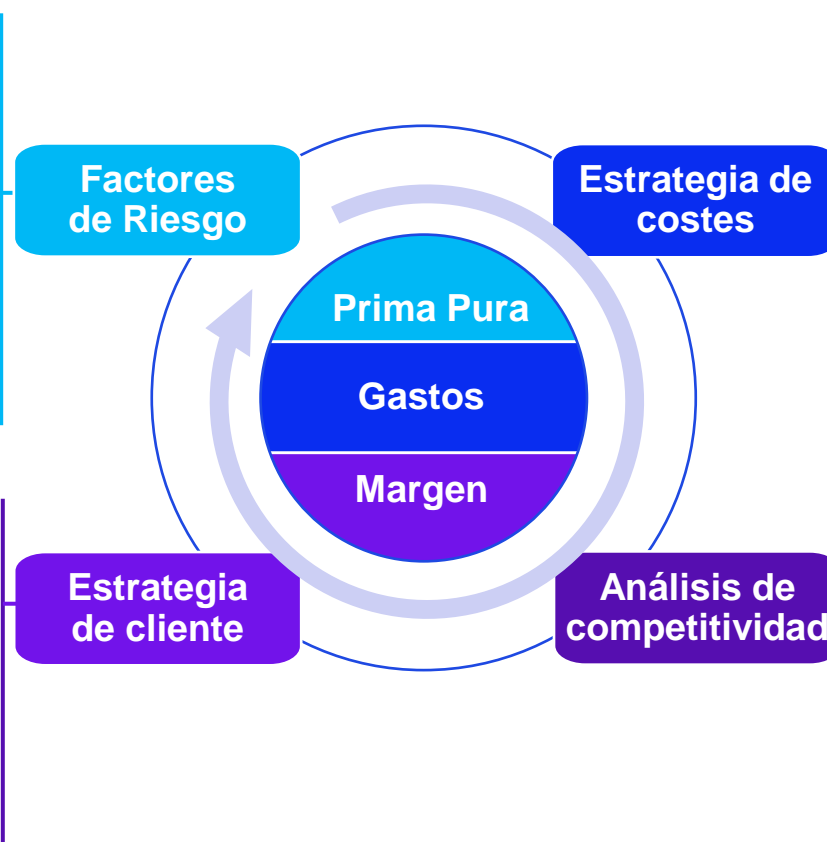 Factores
de Riesgo
Estrategia de
costes
Prima Pura
Gastos
Margen
Estrategia
de cliente
Análisis de
competitividad